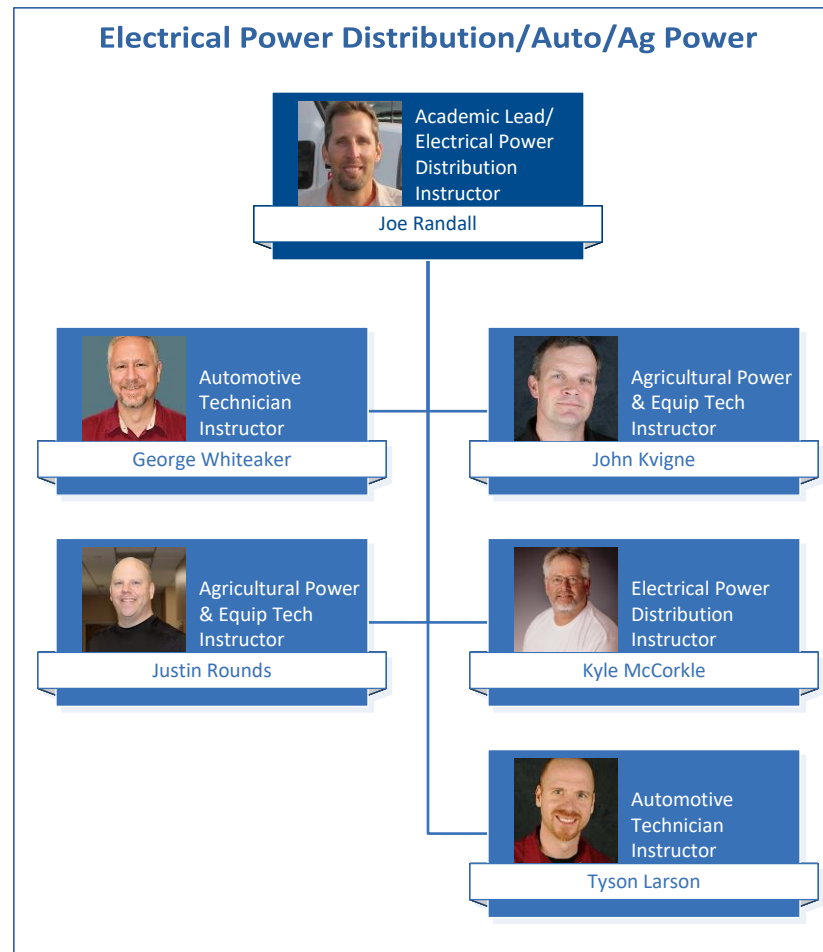 Electrical Power Distribution/Auto/Ag Power
Academic Lead/
Electrical Power
Distribution
Instructor
Joe Randall
Automotive
Technician
Instructor
George Whiteaker
Agricultural Power
& Equip Tech
Instructor
John Kvigne
Agricultural Power
& Equip Tech
Instructor
Justin Rounds
Electrical Power
Distribution
Instructor
Kyle McCorkle
Automotive
Technician
Instructor
Tyson Larson